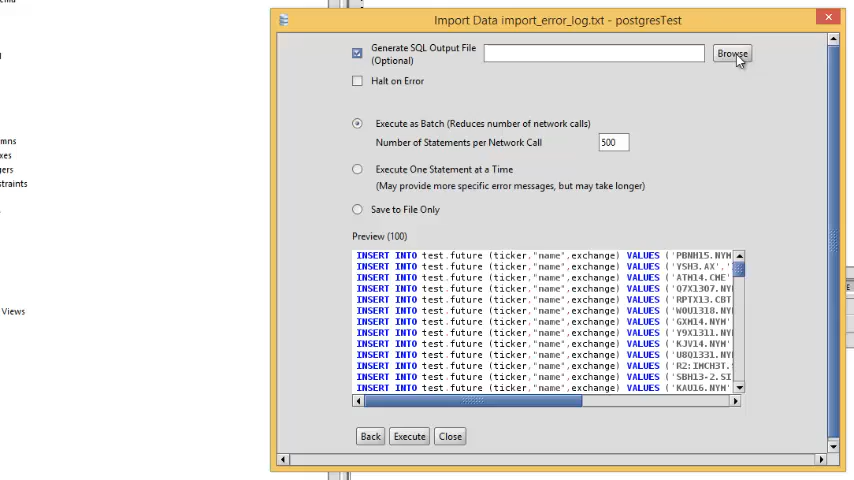 Import Data import_error_log.txt - postgresTest
Generate SQL Output File
(Optional)
Browse
Halt on Error
Execute as Batch (Reduces number of network calls)
Number of Statements per Network Call
500
Execute One Statement at a Time
(May provide more specific error messages, but may take longer)
Save to File Only
Preview (100)
INSERT INTO test.future (ticker,"name",exchange) VALUES ('PBNH15.NYM
INSERT INTO test.future (ticker,"name",exchange) VALUES ('YSH3.AX','
INSERT INTO test.future (ticker,"name",exchange) VALUES ('ATH14.CME'
INSERT INTO test.future (ticker,"name",exchange) VALUES ('Q7X1307.NY
INSERT INTO test.future (ticker,"name",exchange) VALUES ('RPTX13.CBT
INSERT INTO test.future (ticker,"name",exchange) VALUES ('WOU1318.NY
INSERT INTO test.future (ticker,"name",exchange) VALUES ('GXM14.NYM'
INSERT INTO test.future (ticker,"name",exchange) VALUES ('Y9X1311.NY
INSERT INTO test.future (ticker,"name",exchange) VALUES ('KJV14.NYM'
INSERT INTO test.future (ticker,"name",exchange) VALUES ('U8Q1331.NY
INSERT INTO test.future (ticker,"name",exchange) VALUES ('R2:IMCH3T.
INSERT INTO test.future (ticker,"name",exchange) VALUES ('SBH13-2.SI
INSERT INTO test.future (ticker,"name",exchange) VALUES ('KAU16.NYM'
Back
Execute
Close
mns
xes
gers
straints
Views